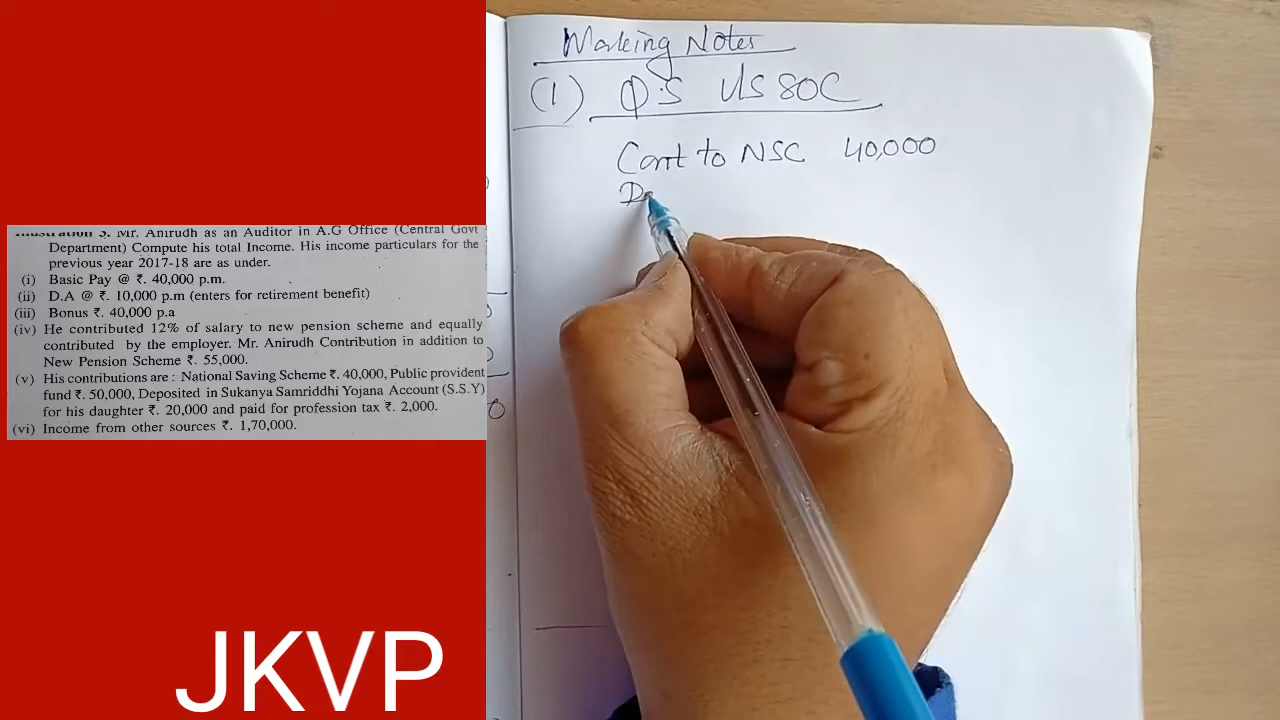 Illustration 3. Mr. Anirudh as an Auditor in A.G Office (Central Govt
Department) Compute his total Income. His income particulars for the
previous year 2017-18 are as under.
(i) Basic Pay @ ₹. 40,000 p.m.
(ii) D.A @ ₹. 10,000 p.m (enters for retirement benefit)
(iii) Bonus ₹. 40,000 p.a
(iv) He contributed 12% of salary to new pension scheme and equally
contributed by the employer. Mr. Anirudh Contribution in addition to
New Pension Scheme ₹. 55,000.
(v) His contributions are : National Saving Scheme ₹. 40,000, Public provident
fund ₹. 50,000, Deposited in Sukanya Samriddhi Yojana Account (S.S.Y)
for his daughter ₹. 20,000 and paid for profession tax ₹. 2,000.
(vi) Income from other sources ₹. 1,70,000.
JKVP
Working Notes
(1) Q.S U/S 80C
Cont to NSC 40,000